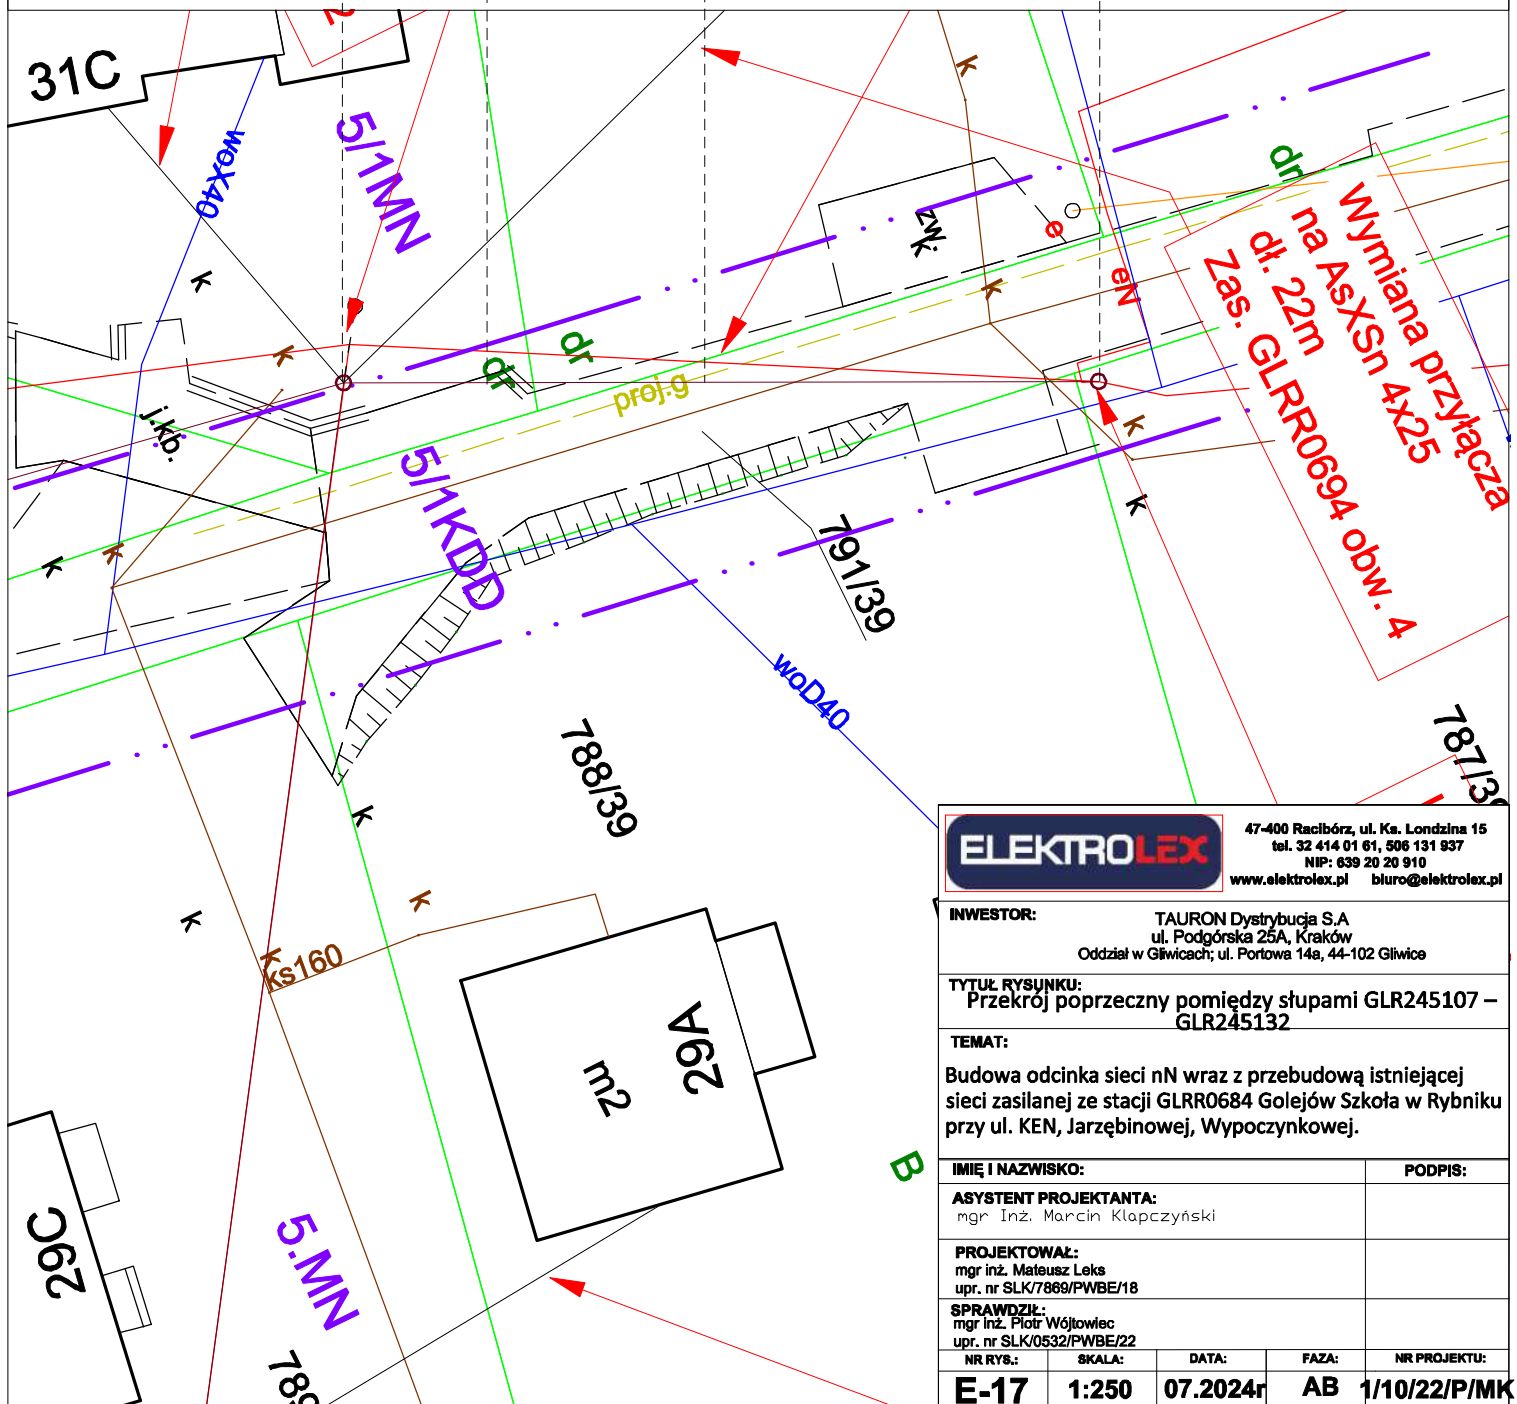 31C
2
woX40
5/1MN
k
k
zw.
k
e
eN
dr
Wymiana przyłącza
na AsXSn 4x25
dł. 22m
Zas. GLRR0694 obw. 4
k
k
j.kb.
dr
dr
proj.g
k
k
k
k
5/1KDD
791/39
woD40
788/39
787/39
k
k
k
k
ks160
29A
m2
B
29C
5.MN
789
ELEKTROLEX
47-400 Racibórz, ul. Ks. Londzina 15
tel. 32 414 01 61, 506 131 937
NIP: 639 20 20 910
www.elektrolex.pl biuro@elektrolex.pl
INWESTOR:
TAURON Dystrybucja S.A
ul. Podgórska 25A, Kraków
Oddział w Gliwicach; ul. Portowa 14a, 44-102 Gliwice
TYTUŁ RYSUNKU:
Przekrój poprzeczny pomiędzy słupami GLR245107 –
GLR245132
TEMAT:
Budowa odcinka sieci nN wraz z przebudową istniejącej
sieci zasilanej ze stacji GLRR0684 Golejów Szkoła w Rybniku
przy ul. KEN, Jarzębinowej, Wypoczynkowej.
IMIĘ I NAZWISKO: PODPIS:
ASYSTENT PROJEKTANTA:
mgr Inż. Marcin Klapczyński
PROJEKTOWAŁ:
mgr inż. Mateusz Leks
upr. nr SLK/7869/PWBE/18
SPRAWDZIŁ:
mgr inż. Piotr Wójtowiec
upr. nr SLK/0532/PWBE/22
NR RYS.: SKALA: DATA: FAZA: NR PROJEKTU:
E-17 1:250 07.2024r AB 1/10/22/P/MK